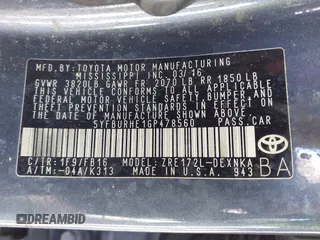 MFD. BY: TOYOTA MOTOR MANUFACTURING
MISSISSIPPI, INC. 03/16
GVWR 3820LB GAWR FR 2070 LB RR 1850 LB
THIS VEHICLE CONFORMS TO ALL APPLICABLE
FEDERAL MOTOR VEHICLE SAFETY, BUMPER, AND
THEFT PREVENTION STANDARDS IN EFFECT ON
THE DATE OF MANUFACTURE SHOWN ABOVE.
5YFBURHE1GP478560
PASSENGER CAR
C/TR: 1F9/FB16 MODEL: ZRE172L-DEXNKA
A/TM: -04A/K313 MADE IN U.S.A. 943
BA
TOYOTA
DREAMBID